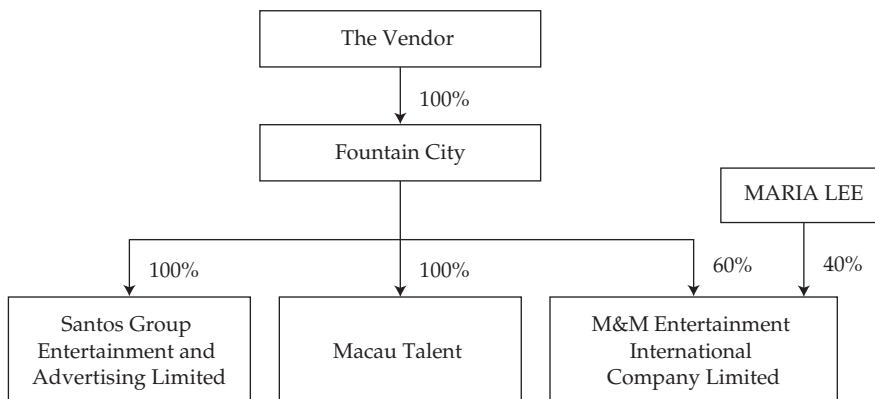 The Vendor
100%
Fountain City
MARIA LEE
100%
100%
60%
40%
Santos Group
Entertainment and
Advertising Limited
Macau Talent
M&M Entertainment
International
Company Limited